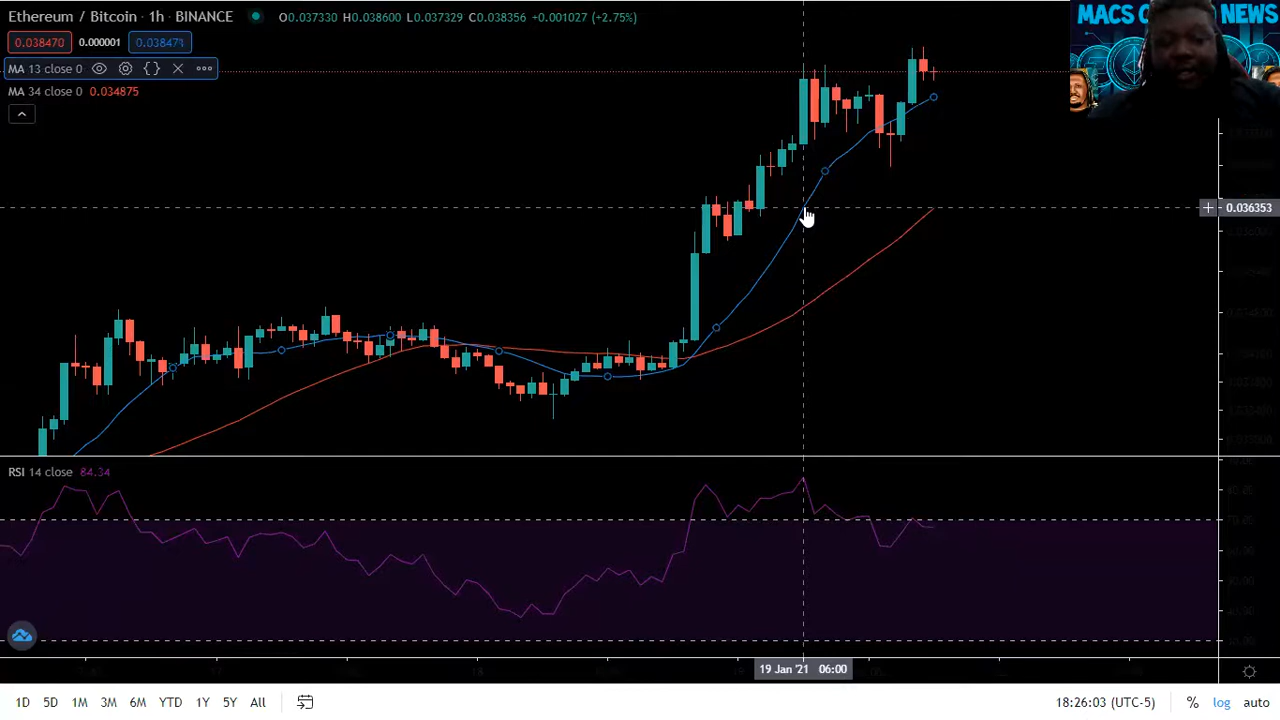 Ethereum / Bitcoin · 1h · BINANCE O0.037330 H0.038600 L0.037329 C0.038356 +0.001027 (+2.75%)
MACS NEWS
0.038470 0.000001 0.038471
MA 13 close 0
MA 34 close 0 0.034875
0.036353
RSI 14 close 84.34
19 Jan '21 06:00
1D 5D 1M 3M 6M YTD 1Y 5Y All 18:26:03 (UTC-5) % log auto